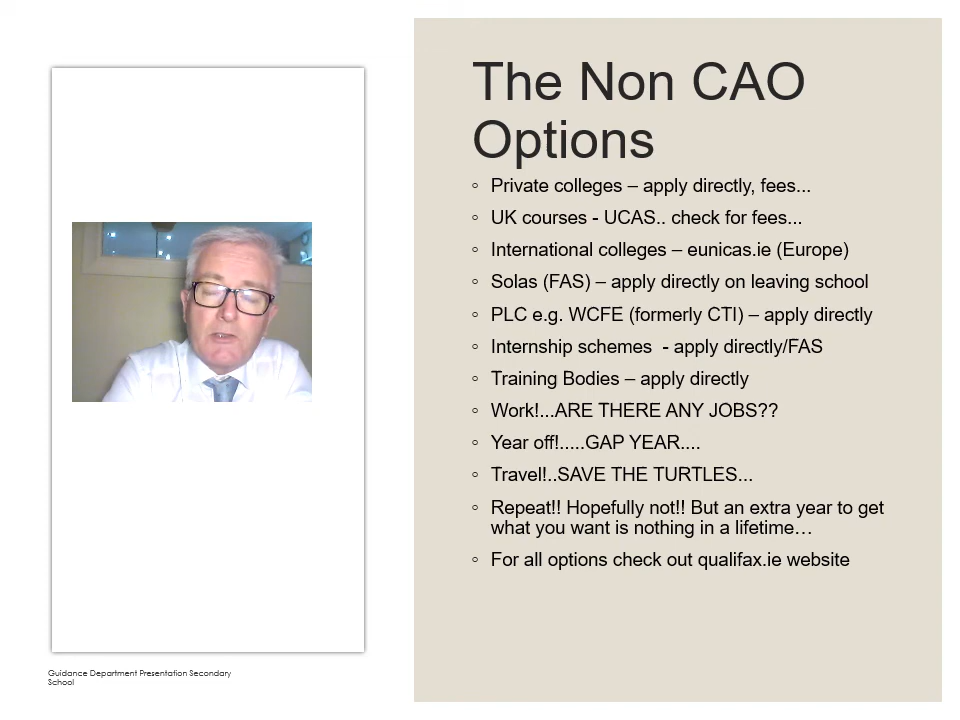 The Non CAO
Options
◦ Private colleges – apply directly, fees...
◦ UK courses - UCAS.. check for fees...
◦ International colleges – eunicas.ie (Europe)
◦ Solas (FAS) – apply directly on leaving school
◦ PLC e.g. WCFE (formerly CTI) – apply directly
◦ Internship schemes  - apply directly/FAS
◦ Training Bodies – apply directly
◦ Work!...ARE THERE ANY JOBS??
◦ Year off!.....GAP YEAR....
◦ Travel!..SAVE THE TURTLES...
◦ Repeat!! Hopefully not!! But an extra year to get
what you want is nothing in a lifetime…
◦ For all options check out qualifax.ie website
Guidance Department Presentation Secondary
School